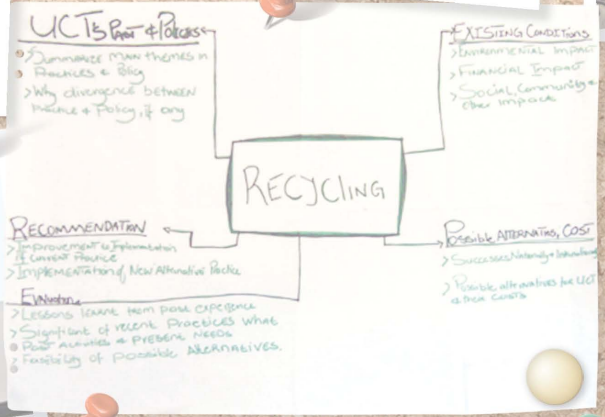 UCT's Past & Policies
> Summarize main themes in
Practices & Policy
> Why divergence between
Practice & Policy, if any
EXISTING CONDITIONS
> Environmental Impact
> Financial Impact
> Social, Community &
other impacts
RECYCLING
RECOMMENDATION
> Improvement to Implementation
of Current Practice
> Implementation of New Alternative Practice
Evaluation
> Lessons learnt from past experience
> Significant of recent Practices what
Past Activities & PRESENT NEEDS
> Feasibility of possible Alternatives.
Possible Alternatives, Cost
> Successes Nationally & Internationally
> Possible alternatives for UCT
& their costs